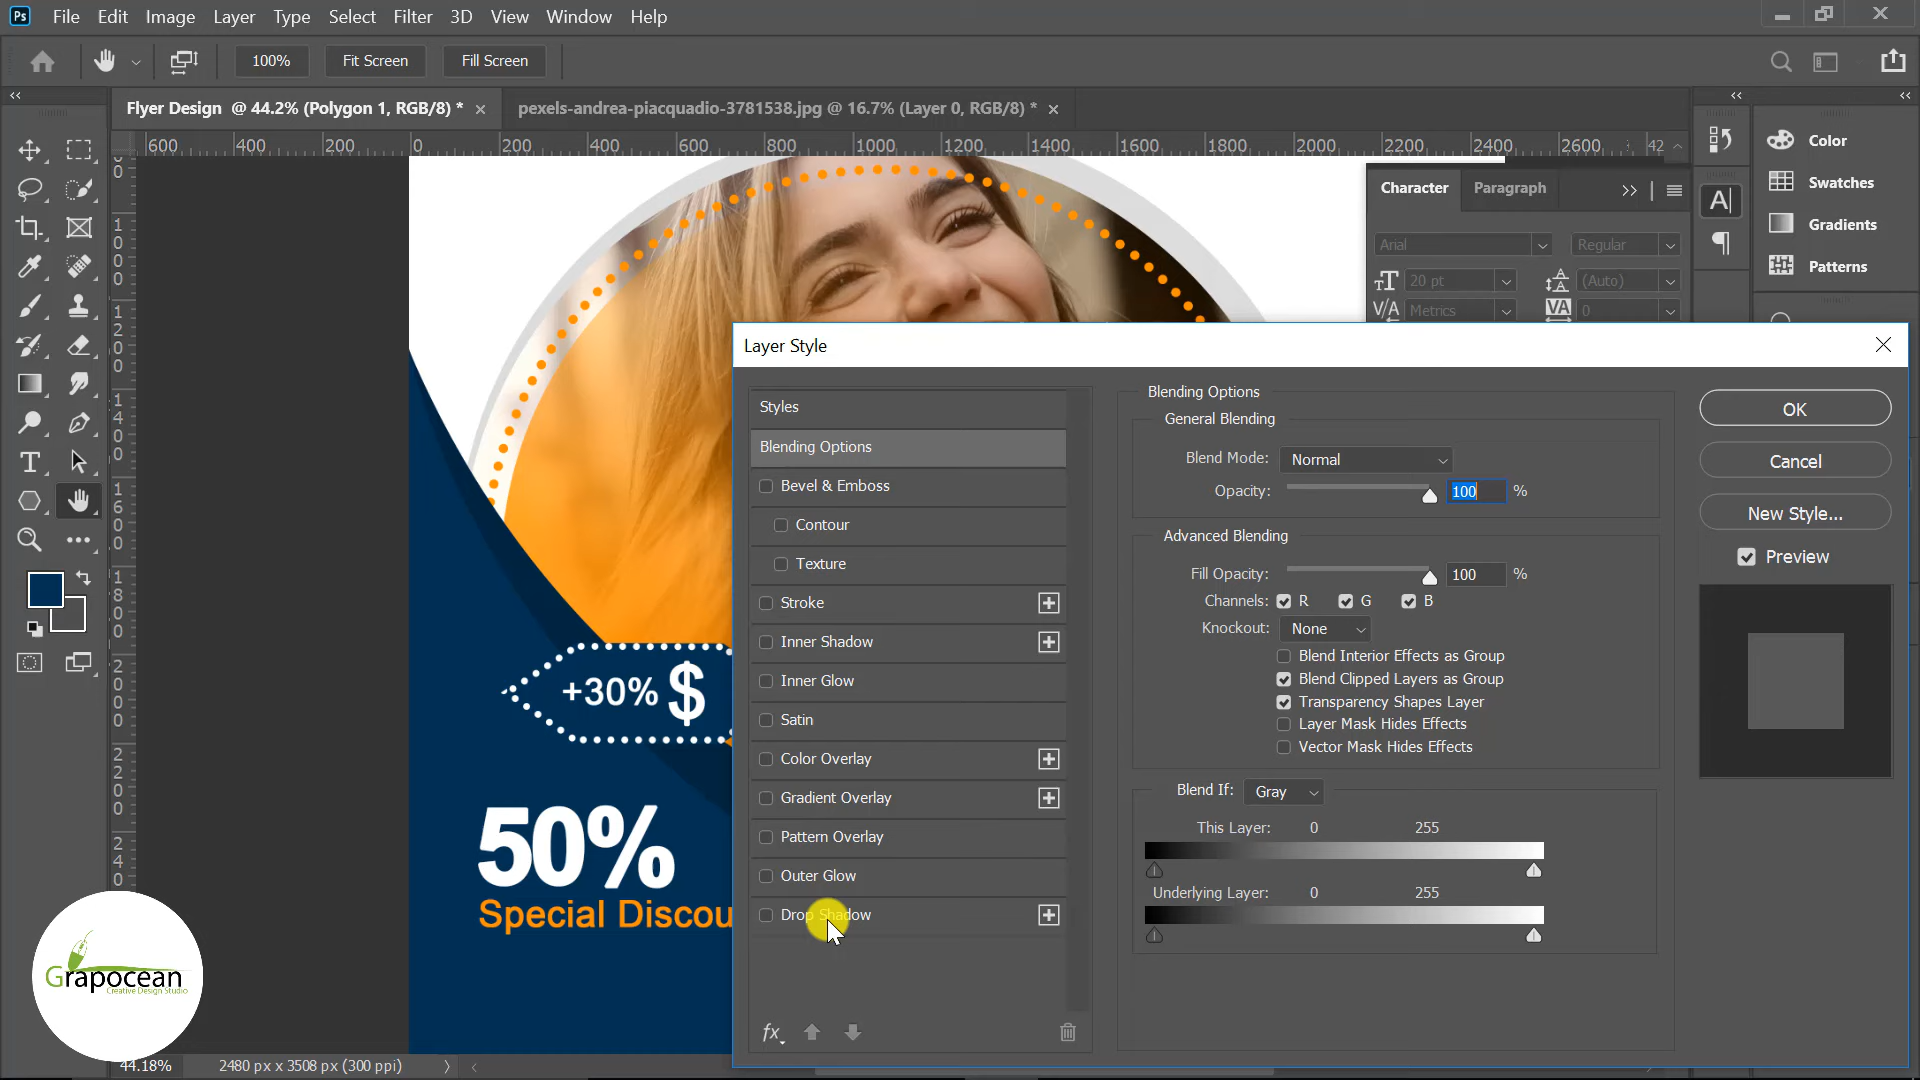 Ps File Edit Image Layer Type Select Filter 3D View Window Help
100% Fit Screen Fill Screen
Flyer Design @ 44.2% (Polygon 1, RGB/8) * pexels-andrea-piacquadio-3781538.jpg @ 16.7% (Layer 0, RGB/8) *
600 400 200 0 200 400 600 800 1000 1200 1400 1600 1800 2000 2200 2400 2600
Color
Swatches
Gradients
Patterns
Character Paragraph
Arial Regular
20 pt (Auto)
Metrics 0
Layer Style
Styles
Blending Options
Bevel & Emboss
Contour
Texture
Stroke
Inner Shadow
Inner Glow
Satin
Color Overlay
Gradient Overlay
Pattern Overlay
Outer Glow
Drop Shadow
fx
Blending Options
General Blending
Blend Mode: Normal
Opacity: 100 %
Advanced Blending
Fill Opacity: 100 %
Channels: R G B
Knockout: None
Blend Interior Effects as Group
Blend Clipped Layers as Group
Transparency Shapes Layer
Layer Mask Hides Effects
Vector Mask Hides Effects
Blend If: Gray
This Layer: 0 255
Underlying Layer: 0 255
OK
Cancel
New Style...
Preview
+30% $
50%
Special Discou
Grapocean
Creative Design Studio
44.18% 2480 px x 3508 px (300 ppi)